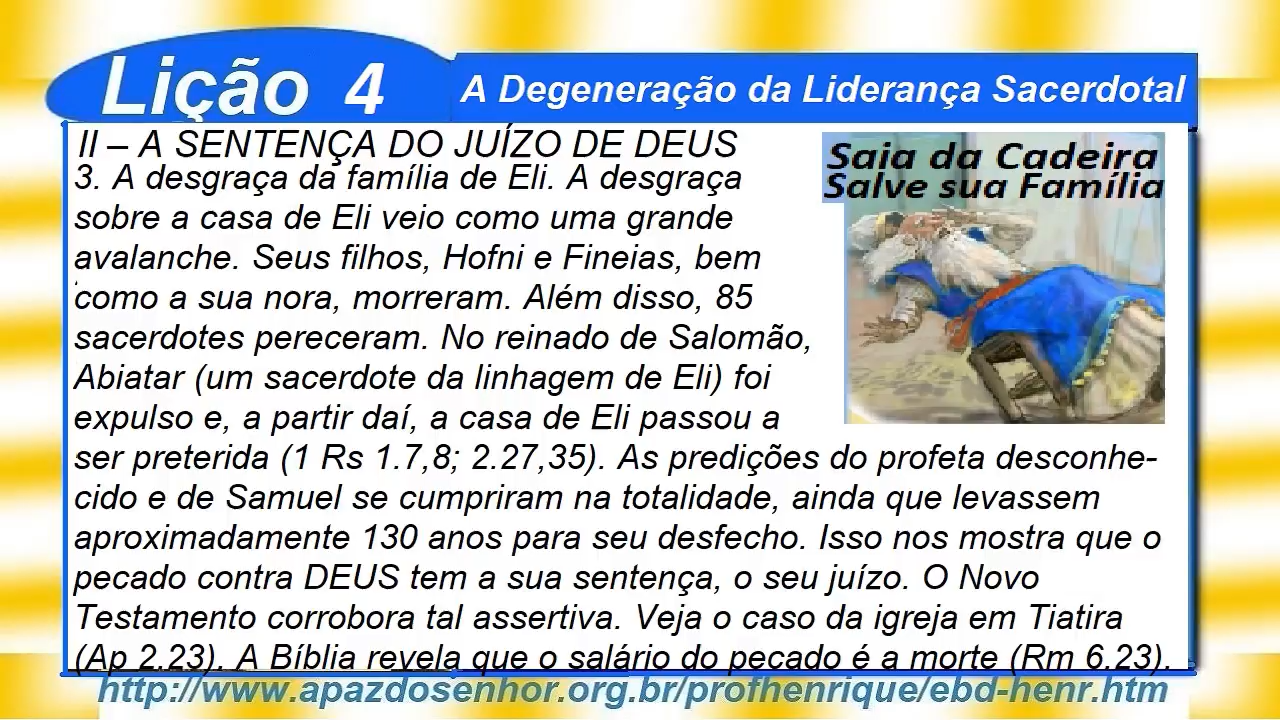 Lição 4
A Degeneração da Liderança Sacerdotal
II – A SENTENÇA DO JUÍZO DE DEUS
Saia da Cadeira
Salve sua Família
3. A desgraça da família de Eli. A desgraça
sobre a casa de Eli veio como uma grande
avalanche. Seus filhos, Hofni e Fineias, bem
como a sua nora, morreram. Além disso, 85
sacerdotes pereceram. No reinado de Salomão,
Abiatar (um sacerdote da linhagem de Eli) foi
expulso e, a partir daí, a casa de Eli passou a
ser preterida (1 Rs 1.7,8; 2.27,35). As predições do profeta desconhe-
cido e de Samuel se cumpriram na totalidade, ainda que levassem
aproximadamente 130 anos para seu desfecho. Isso nos mostra que o
pecado contra DEUS tem a sua sentença, o seu juízo. O Novo
Testamento corrobora tal assertiva. Veja o caso da igreja em Tiatira
(Ap 2.23). A Bíblia revela que o salário do pecado é a morte (Rm 6.23).
http://www.apazdosenhor.org.br/profhenrique/ebd-henr.htm